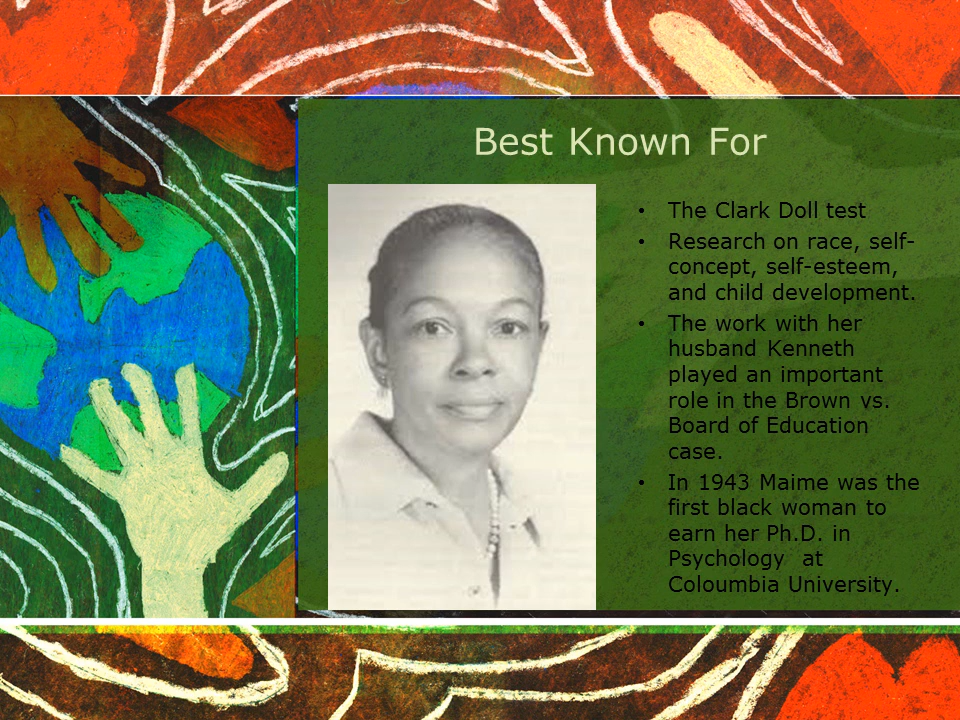 Best Known For
• The Clark Doll test
• Research on race, self-
concept, self-esteem,
and child development.
• The work with her
husband Kenneth
played an important
role in the Brown vs.
Board of Education
case.
• In 1943 Maime was the
first black woman to
earn her Ph.D. in
Psychology at
Coloumbia University.